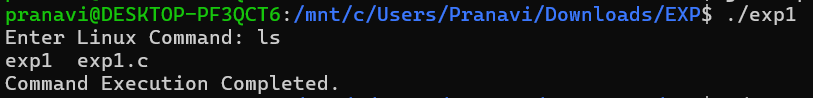 pranavi@DESKTOP-PF3QCT6:/mnt/c/Users/Pranavi/Downloads/EXP$ ./exp1
Enter Linux Command: ls
exp1  exp1.c
Command Execution Completed.